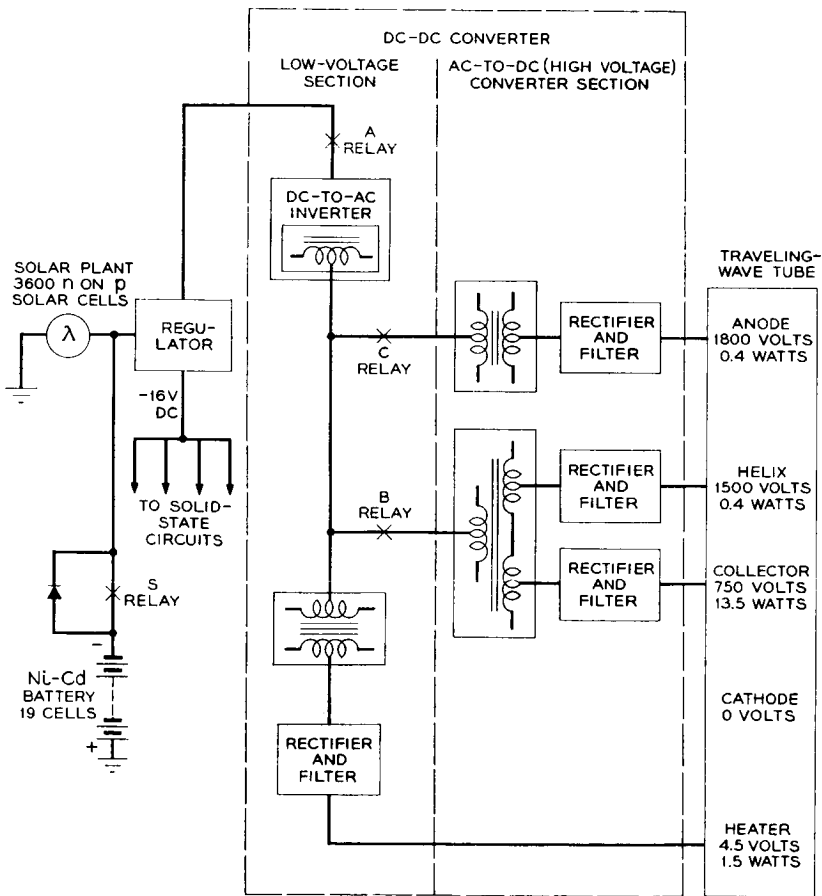 DC-DC CONVERTER
LOW-VOLTAGE
SECTION
AC-TO-DC (HIGH VOLTAGE)
CONVERTER SECTION
A
RELAY
DC-TO-AC
INVERTER
SOLAR PLANT
3600 n ON p
SOLAR CELLS
λ
REGU-
LATOR
-16V
DC
TO SOLID-
STATE
CIRCUITS
S
RELAY
-
Ni-Cd
BATTERY
19 CELLS
+
C
RELAY
B
RELAY
RECTIFIER
AND
FILTER
RECTIFIER
AND
FILTER
RECTIFIER
AND
FILTER
RECTIFIER
AND
FILTER
TRAVELING-
WAVE TUBE
ANODE
1800 VOLTS
0.4 WATTS
HELIX
1500 VOLTS
0.4 WATTS
COLLECTOR
750 VOLTS
13.5 WATTS
CATHODE
0 VOLTS
HEATER
4.5 VOLTS
1.5 WATTS